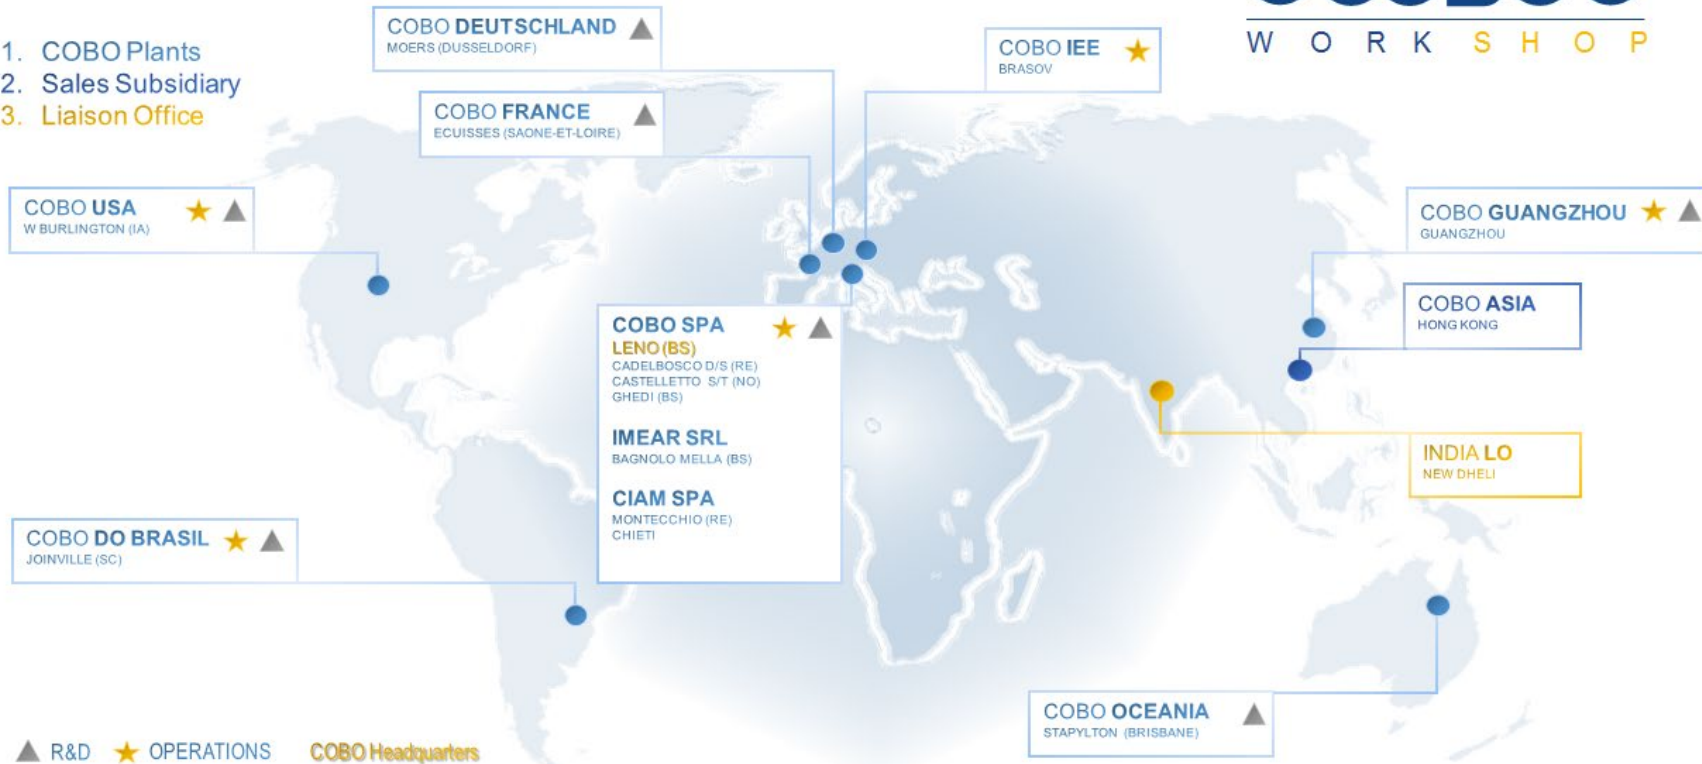 1. COBO Plants
2. Sales Subsidiary
3. Liaison Office
WORKSHOP
COBO DEUTSCHLAND
MOERS (DUSSELDORF)
COBO IEE
BRASOV
COBO FRANCE
ECUISSES (SAONE-ET-LOIRE)
COBO USA
W BURLINGTON (IA)
COBO GUANGZHOU
GUANGZHOU
COBO ASIA
HONG KONG
COBO SPA
LENO (BS)
CADELBOSCO D/S (RE)
CASTELLETTO S/T (NO)
GHEDI (BS)
IMEAR SRL
BAGNOLO MELLA (BS)
CIAM SPA
MONTECCHIO (RE)
CHIETI
INDIA LO
NEW DHELI
COBO DO BRASIL
JOINVILLE (SC)
COBO OCEANIA
STAPYLTON (BRISBANE)
R&D OPERATIONS COBO Headquarters